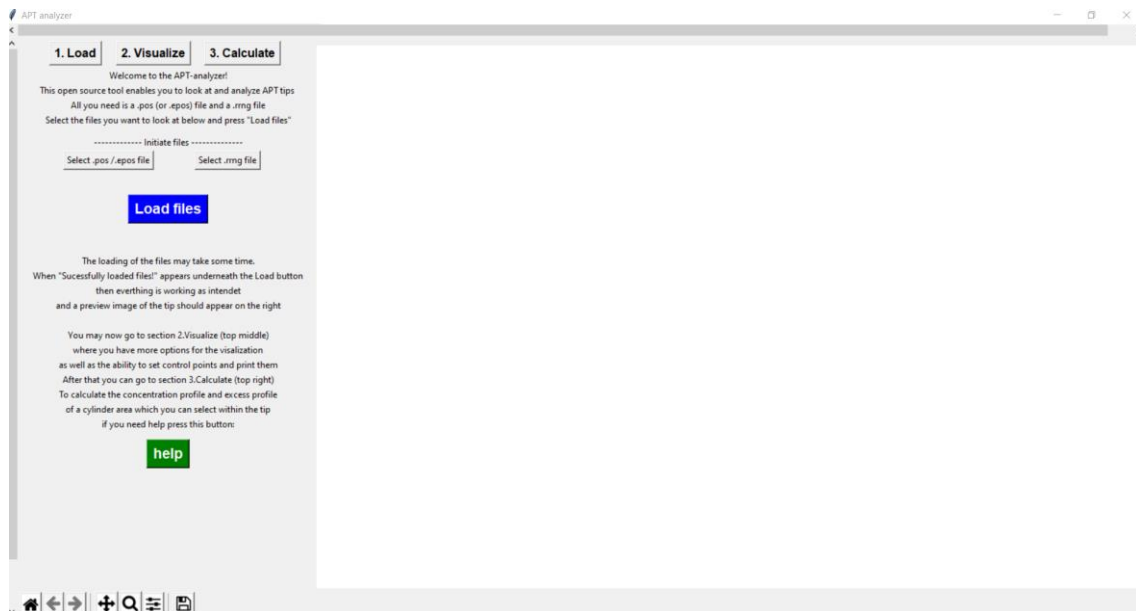 APT analyzer
1. Load 2. Visualize 3. Calculate
Welcome to the APT-analyzer!
This open source tool enables you to look at and analyze APT tips
All you need is a .pos (or .epos) file and a .rrng file
Select the files you want to look at below and press "Load files"
------------- Initiate files --------------
Select .pos /.epos file Select .rrng file
Load files
The loading of the files may take some time.
When "Sucessfully loaded files!" appears underneath the Load button
then everthing is working as intendet
and a preview image of the tip should appear on the right
You may now go to section 2.Visualize (top middle)
where you have more options for the visalization
as well as the ability to set control points and print them
After that you can go to section 3.Calculate (top right)
To calculate the concentration profile and excess profile
of a cylinder area which you can select within the tip
if you need help press this button:
help